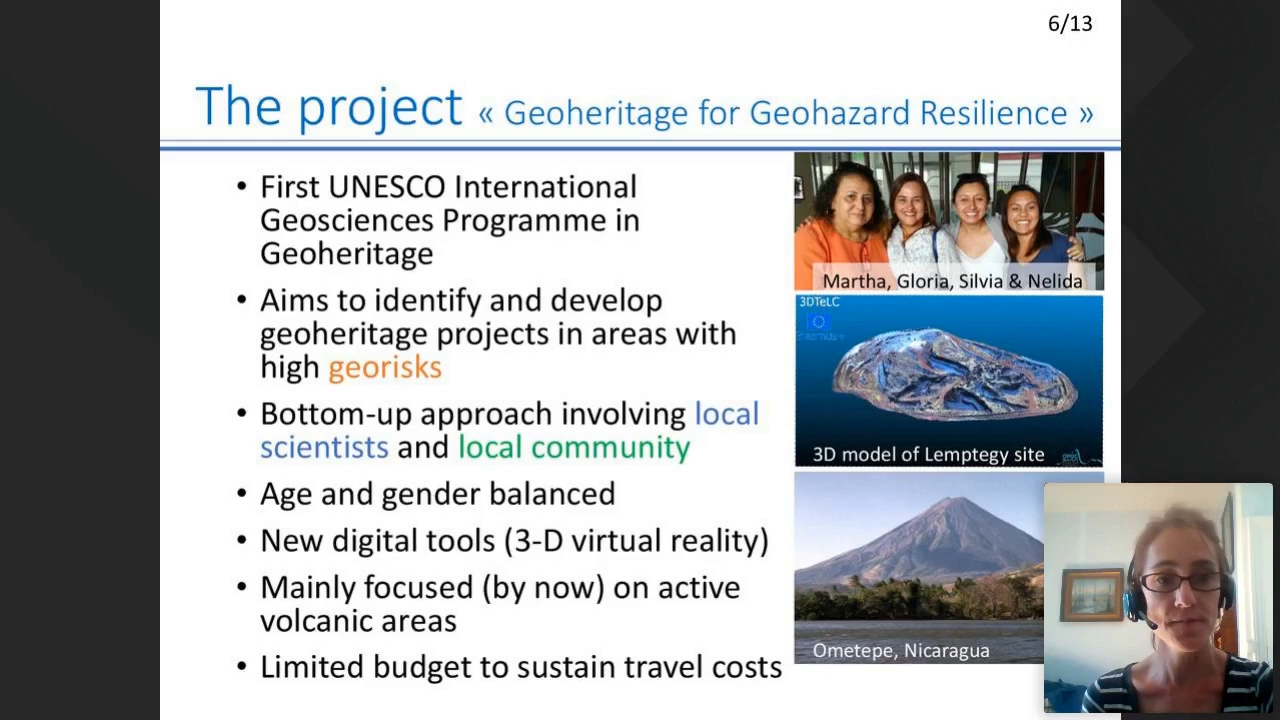 6/13
The project « Geoheritage for Geohazard Resilience »
• First UNESCO International
Geosciences Programme in
Geoheritage
• Aims to identify and develop
geoheritage projects in areas with
high georisks
• Bottom-up approach involving local
scientists and local community
• Age and gender balanced
• New digital tools (3-D virtual reality)
• Mainly focused (by now) on active
volcanic areas
• Limited budget to sustain travel costs
Martha, Gloria, Silvia & Nelida
3DTeLC
3D model of Lemptegy site
Ometepe, Nicaragua